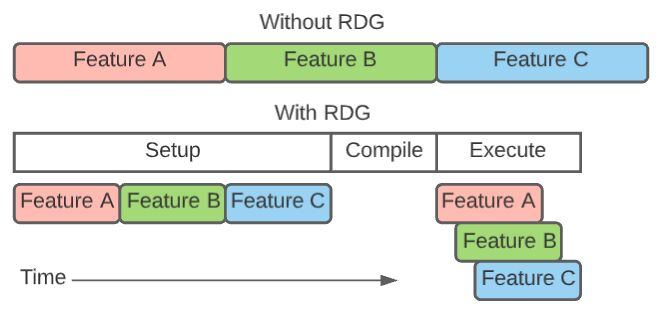 Without RDG
Feature A Feature B Feature C
With RDG
Setup Compile Execute
Feature A Feature B Feature C Feature A
Feature B
Time Feature C